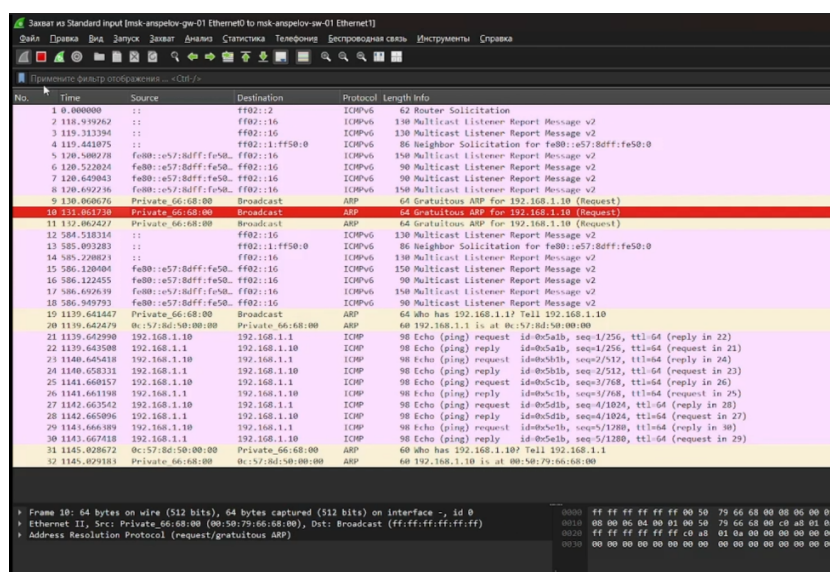 Захват из Standard input [msk-anspelov-gw-01 Ethernet0 to msk-anspelov-sw-01 Ethernet1]
Файл Правка Вид Запуск Захват Анализ Статистика Телефония Беспроводная связь Инструменты Справка
Примените фильтр отображения ... <Ctrl-/>
No. Time Source Destination Protocol Length Info
1 0.000000 :: ff02::2 ICMPv6 62 Router Solicitation
2 118.939262 :: ff02::16 ICMPv6 130 Multicast Listener Report Message v2
3 119.313394 :: ff02::16 ICMPv6 130 Multicast Listener Report Message v2
4 119.441075 :: ff02::1:ff50:0 ICMPv6 86 Neighbor Solicitation for fe80::e57:8dff:fe50:0
5 120.500278 fe80::e57:8dff:fe50… ff02::16 ICMPv6 150 Multicast Listener Report Message v2
6 120.522024 fe80::e57:8dff:fe50… ff02::16 ICMPv6 90 Multicast Listener Report Message v2
7 120.649043 fe80::e57:8dff:fe50… ff02::16 ICMPv6 90 Multicast Listener Report Message v2
8 120.692236 fe80::e57:8dff:fe50… ff02::16 ICMPv6 150 Multicast Listener Report Message v2
9 130.060676 Private_66:68:00 Broadcast ARP 64 Gratuitous ARP for 192.168.1.10 (Request)
10 131.061730 Private_66:68:00 Broadcast ARP 64 Gratuitous ARP for 192.168.1.10 (Request)
11 132.062427 Private_66:68:00 Broadcast ARP 64 Gratuitous ARP for 192.168.1.10 (Request)
12 584.518314 :: ff02::16 ICMPv6 130 Multicast Listener Report Message v2
13 585.093283 :: ff02::1:ff50:0 ICMPv6 86 Neighbor Solicitation for fe80::e57:8dff:fe50:0
14 585.220823 :: ff02::16 ICMPv6 130 Multicast Listener Report Message v2
15 586.120404 fe80::e57:8dff:fe50… ff02::16 ICMPv6 150 Multicast Listener Report Message v2
16 586.122455 fe80::e57:8dff:fe50… ff02::16 ICMPv6 90 Multicast Listener Report Message v2
17 586.692639 fe80::e57:8dff:fe50… ff02::16 ICMPv6 150 Multicast Listener Report Message v2
18 586.949793 fe80::e57:8dff:fe50… ff02::16 ICMPv6 90 Multicast Listener Report Message v2
19 1139.641447 Private_66:68:00 Broadcast ARP 64 Who has 192.168.1.1? Tell 192.168.1.10
20 1139.642479 0c:57:8d:50:00:00 Private_66:68:00 ARP 60 192.168.1.1 is at 0c:57:8d:50:00:00
21 1139.642990 192.168.1.10 192.168.1.1 ICMP 98 Echo (ping) request id=0x5a1b, seq=1/256, ttl=64 (reply in 22)
22 1139.643508 192.168.1.1 192.168.1.10 ICMP 98 Echo (ping) reply id=0x5a1b, seq=1/256, ttl=64 (request in 21)
23 1140.645418 192.168.1.10 192.168.1.1 ICMP 98 Echo (ping) request id=0x5b1b, seq=2/512, ttl=64 (reply in 24)
24 1140.658331 192.168.1.1 192.168.1.10 ICMP 98 Echo (ping) reply id=0x5b1b, seq=2/512, ttl=64 (request in 23)
25 1141.660157 192.168.1.10 192.168.1.1 ICMP 98 Echo (ping) request id=0x5c1b, seq=3/768, ttl=64 (reply in 26)
26 1141.661198 192.168.1.1 192.168.1.10 ICMP 98 Echo (ping) reply id=0x5c1b, seq=3/768, ttl=64 (request in 25)
27 1142.663542 192.168.1.10 192.168.1.1 ICMP 98 Echo (ping) request id=0x5d1b, seq=4/1024, ttl=64 (reply in 28)
28 1142.665096 192.168.1.1 192.168.1.10 ICMP 98 Echo (ping) reply id=0x5d1b, seq=4/1024, ttl=64 (request in 27)
29 1143.666389 192.168.1.10 192.168.1.1 ICMP 98 Echo (ping) request id=0x5e1b, seq=5/1280, ttl=64 (reply in 30)
30 1143.667418 192.168.1.1 192.168.1.10 ICMP 98 Echo (ping) reply id=0x5e1b, seq=5/1280, ttl=64 (request in 29)
31 1145.028672 0c:57:8d:50:00:00 Private_66:68:00 ARP 60 Who has 192.168.1.10? Tell 192.168.1.1
32 1145.029183 Private_66:68:00 0c:57:8d:50:00:00 ARP 60 192.168.1.10 is at 00:50:79:66:68:00
Frame 10: 64 bytes on wire (512 bits), 64 bytes captured (512 bits) on interface -, id 0
Ethernet II, Src: Private_66:68:00 (00:50:79:66:68:00), Dst: Broadcast (ff:ff:ff:ff:ff:ff)
Address Resolution Protocol (request/gratuitous ARP)
0000 ff ff ff ff ff ff 00 50 79 66 68 00 08 06 00 0
0010 08 00 06 04 00 01 00 50 79 66 68 00 c0 a8 01 0
0020 ff ff ff ff ff ff c0 a8 01 0a 00 00 00 00 00 0
0030 00 00 00 00 00 00 00 00 00 00 00 00 00 00 00 0